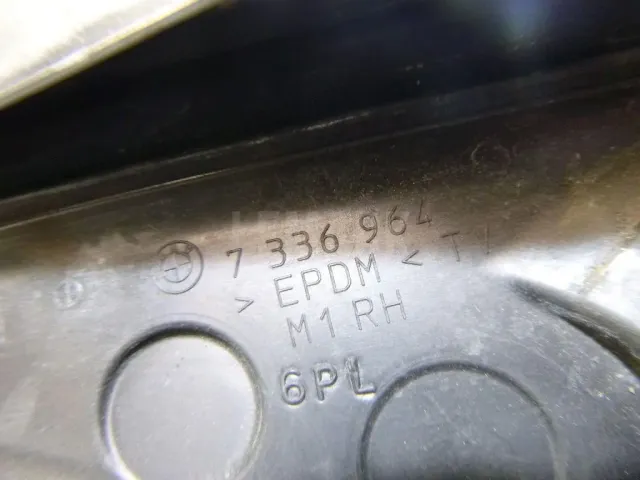 7 336 964
> EPDM <
M1 RH
6PL